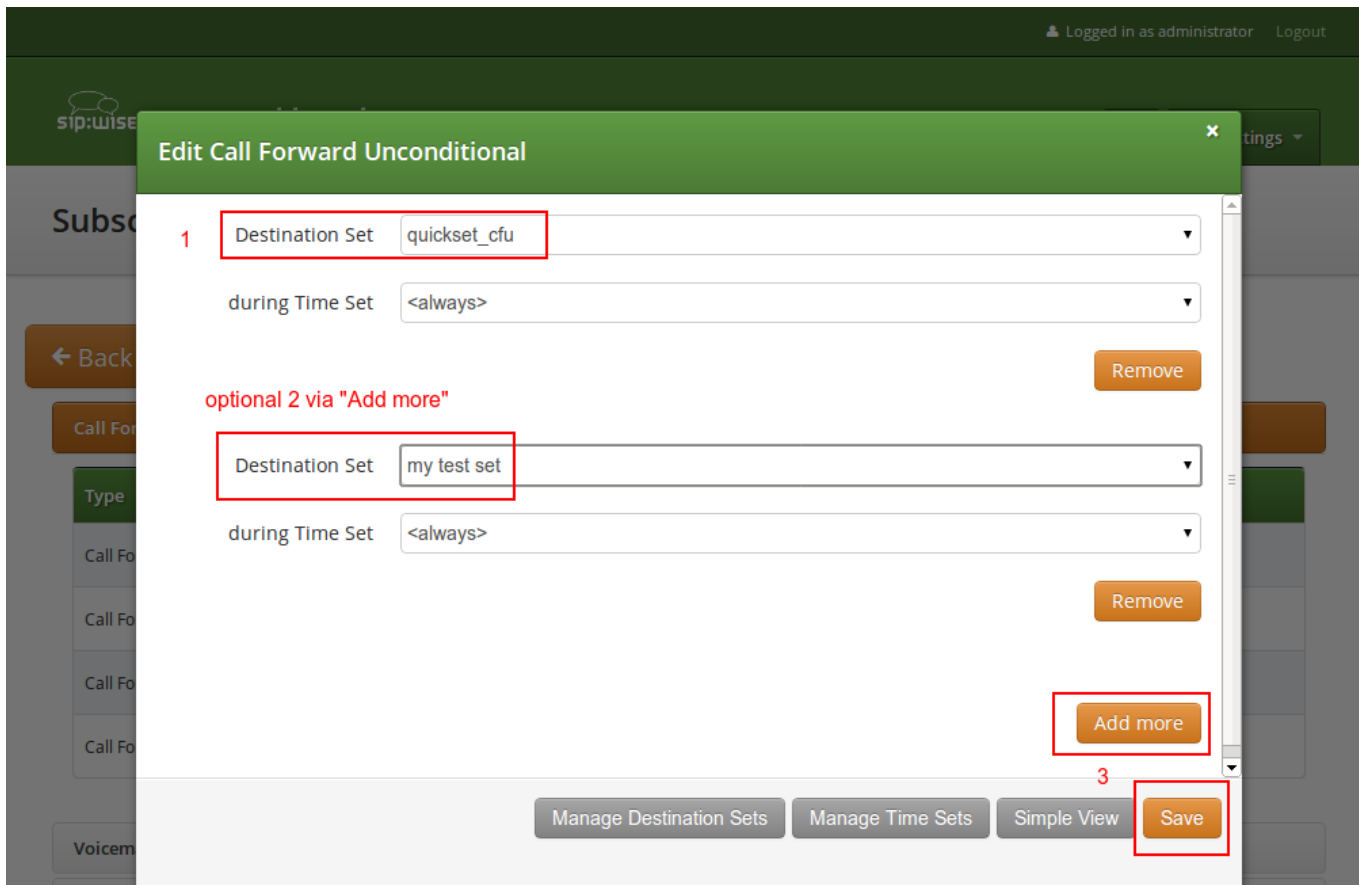 Logged in as administrator Logout
sip:wise
tings
Edit Call Forward Unconditional ×
Subsc
1 Destination Set quickset_cfu
during Time Set <always>
Back
Remove
optional 2 via "Add more"
Call For
Destination Set my test set
Type
during Time Set <always>
Call Fo
Remove
Call Fo
Call Fo
Add more
Call Fo
3
Manage Destination Sets Manage Time Sets Simple View Save
Voicem